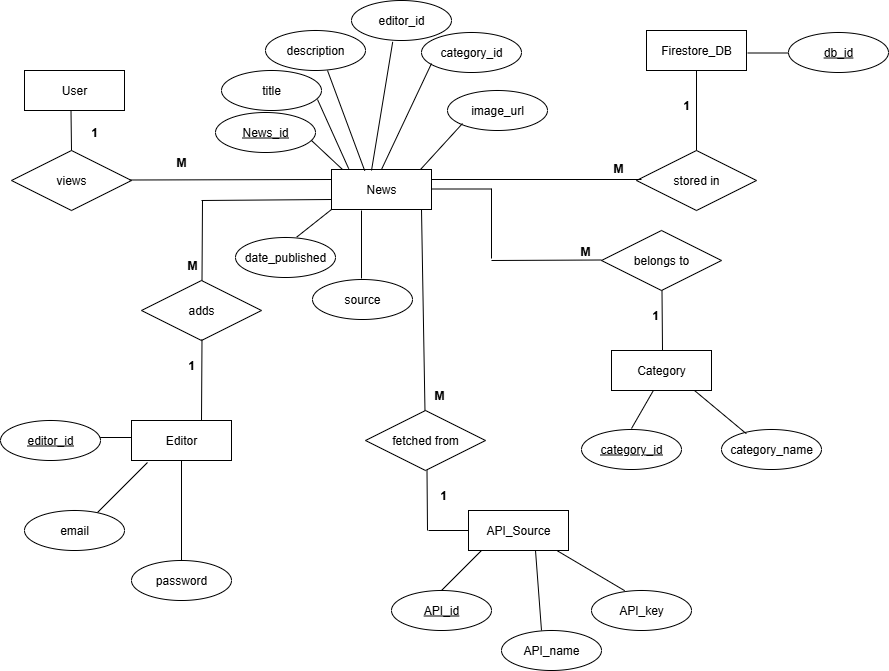 editor_id
description
category_id
Firestore_DB
db_id
title
User
image_url
News_id
1
1
M
M
views
News
stored in
date_published
M
belongs to
M
source
adds
1
1
Category
M
editor_id
Editor
fetched from
category_id
category_name
1
email
API_Source
password
API_id
API_key
API_name